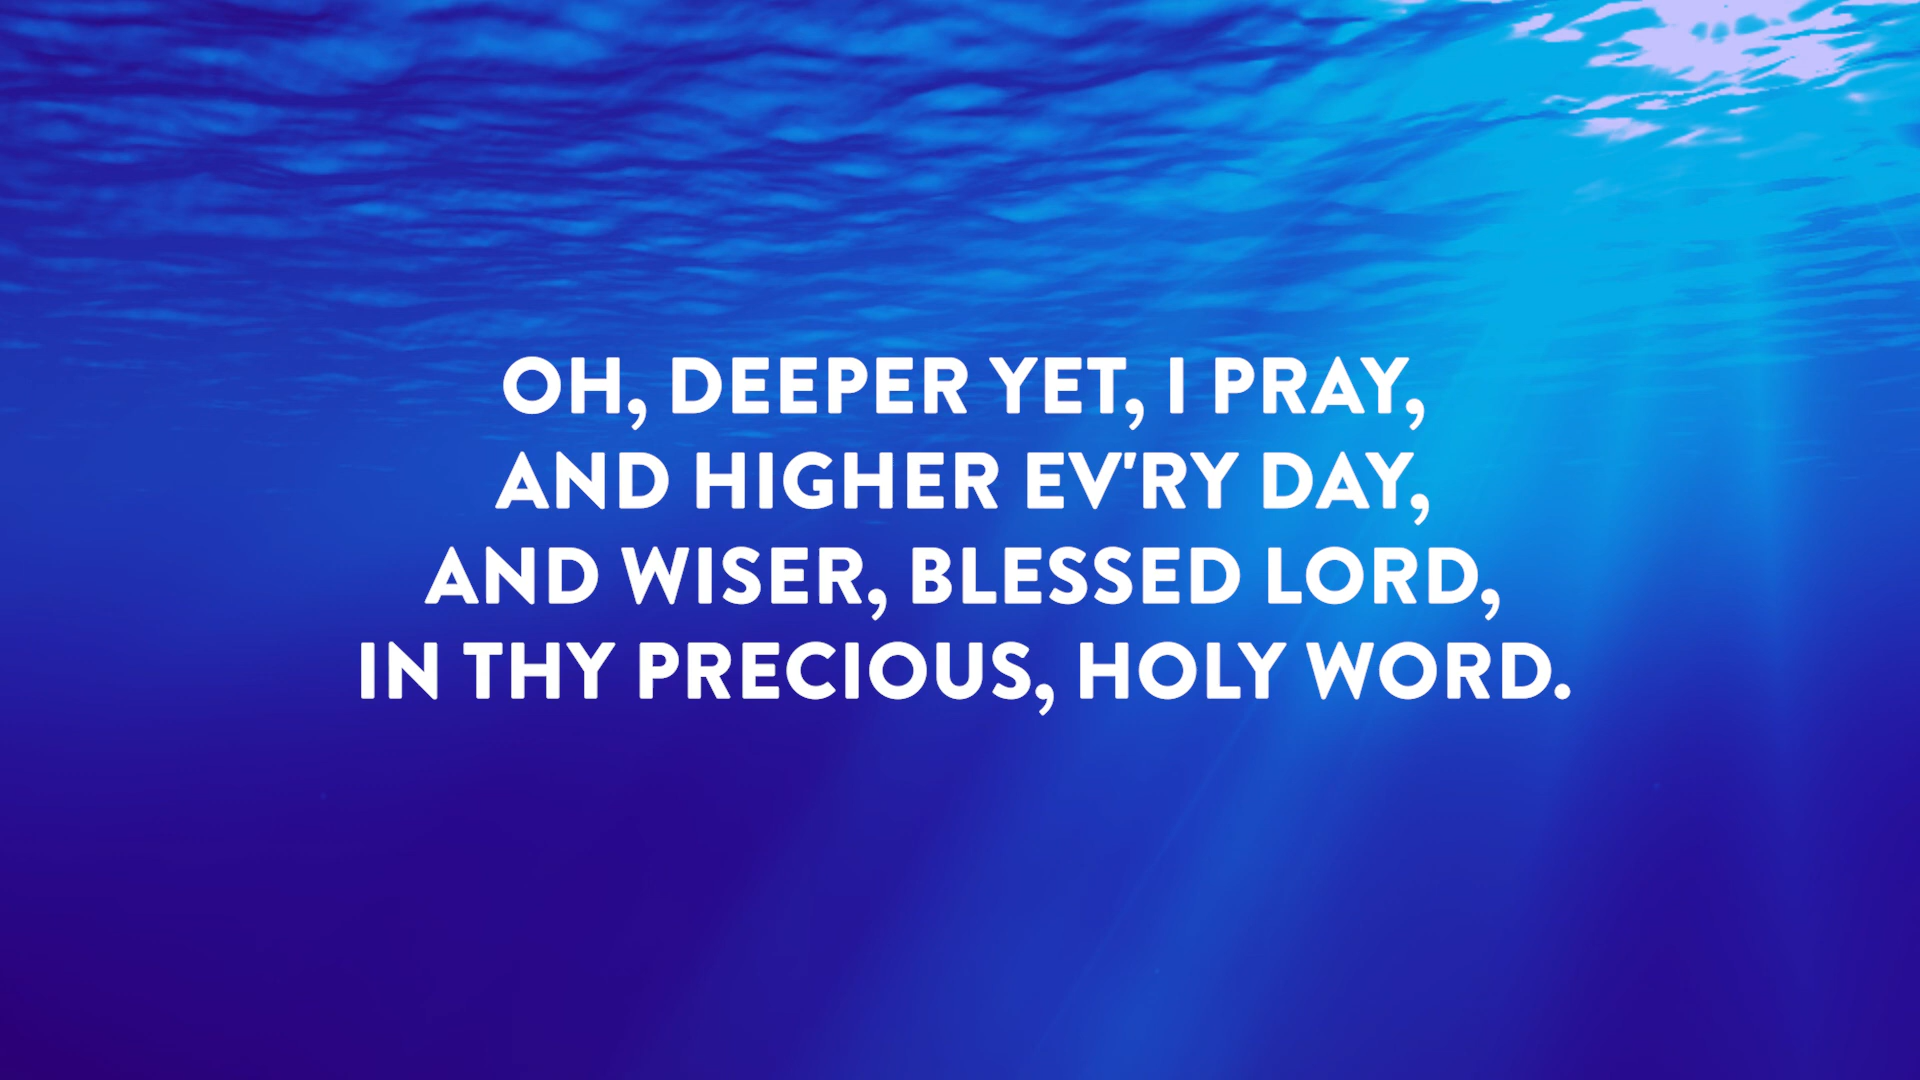 OH, DEEPER YET, I PRAY,
AND HIGHER EV'RY DAY,
AND WISER, BLESSED LORD,
IN THY PRECIOUS, HOLY WORD.